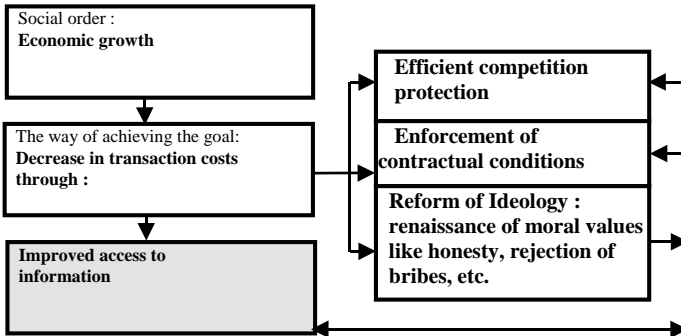 Social order :
Economic growth
The way of achieving the goal:
Decrease in transaction costs
through :
Improved access to
information
Efficient competition
protection
Enforcement of
contractual conditions
Reform of Ideology :
renaissance of moral values
like honesty, rejection of
bribes, etc.